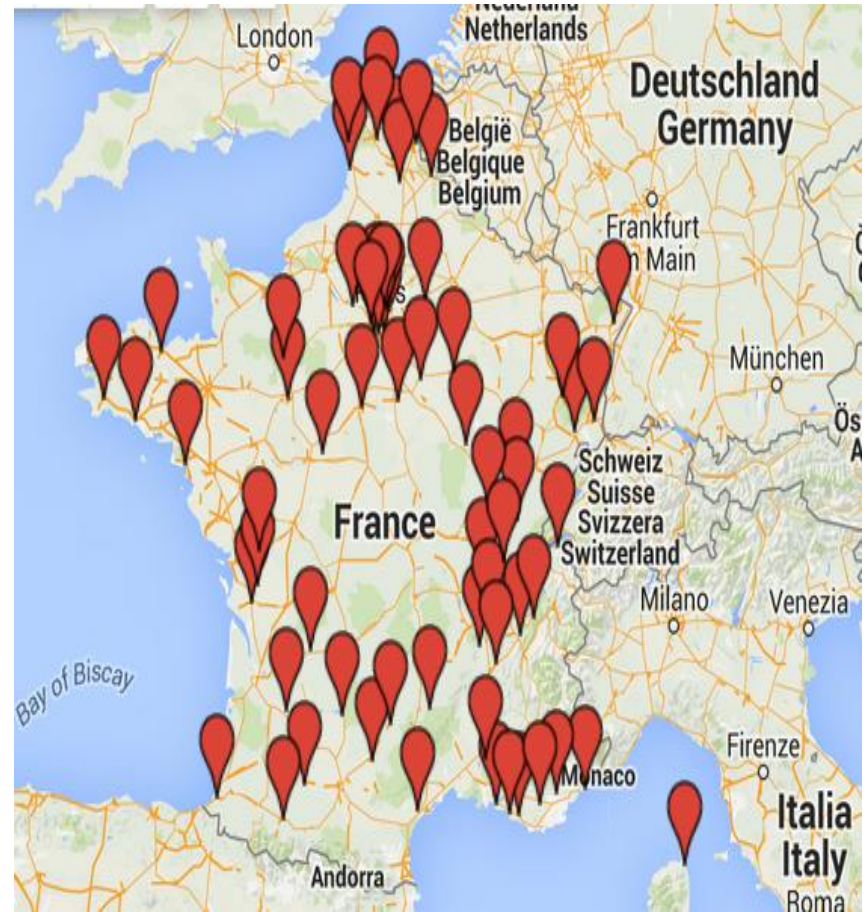 Nederland
Netherlands
London
Deutschland
Germany
België
Belgique
Belgium
Frankfurt
Main
München
Schweiz
Suisse
Svizzera
Switzerland
France
Milano
Venezia
Bay of Biscay
Firenze
Monaco
Italia
Italy
Andorra
Roma